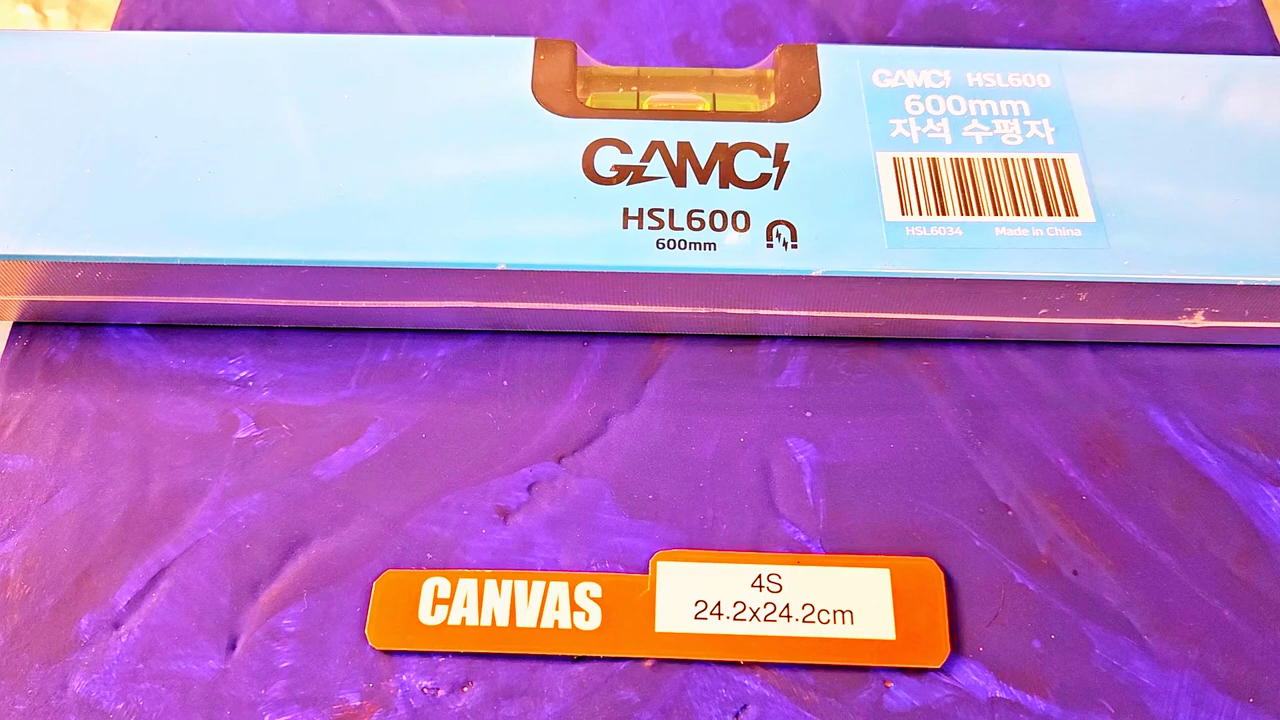 GAMCI
HSL600
600mm
GAMCI HSL600
600mm
자석 수평자
HSL6034 Made in China
CANVAS
4S
24.2x24.2cm